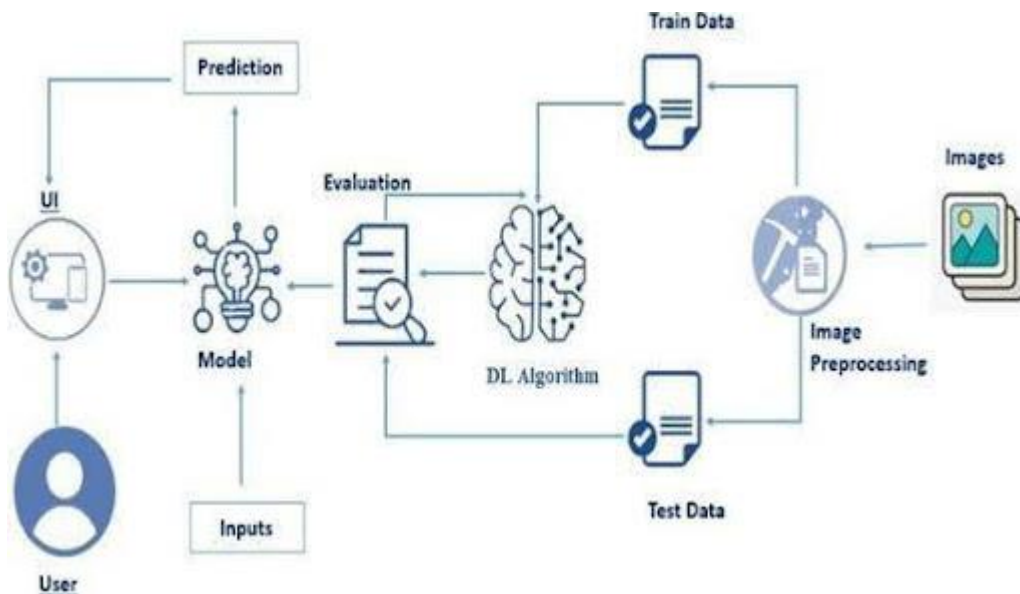 Train Data
Prediction
Images
Evaluation
UI
Image
Preprocessing
Model
DL Algorithm
Test Data
Inputs
User